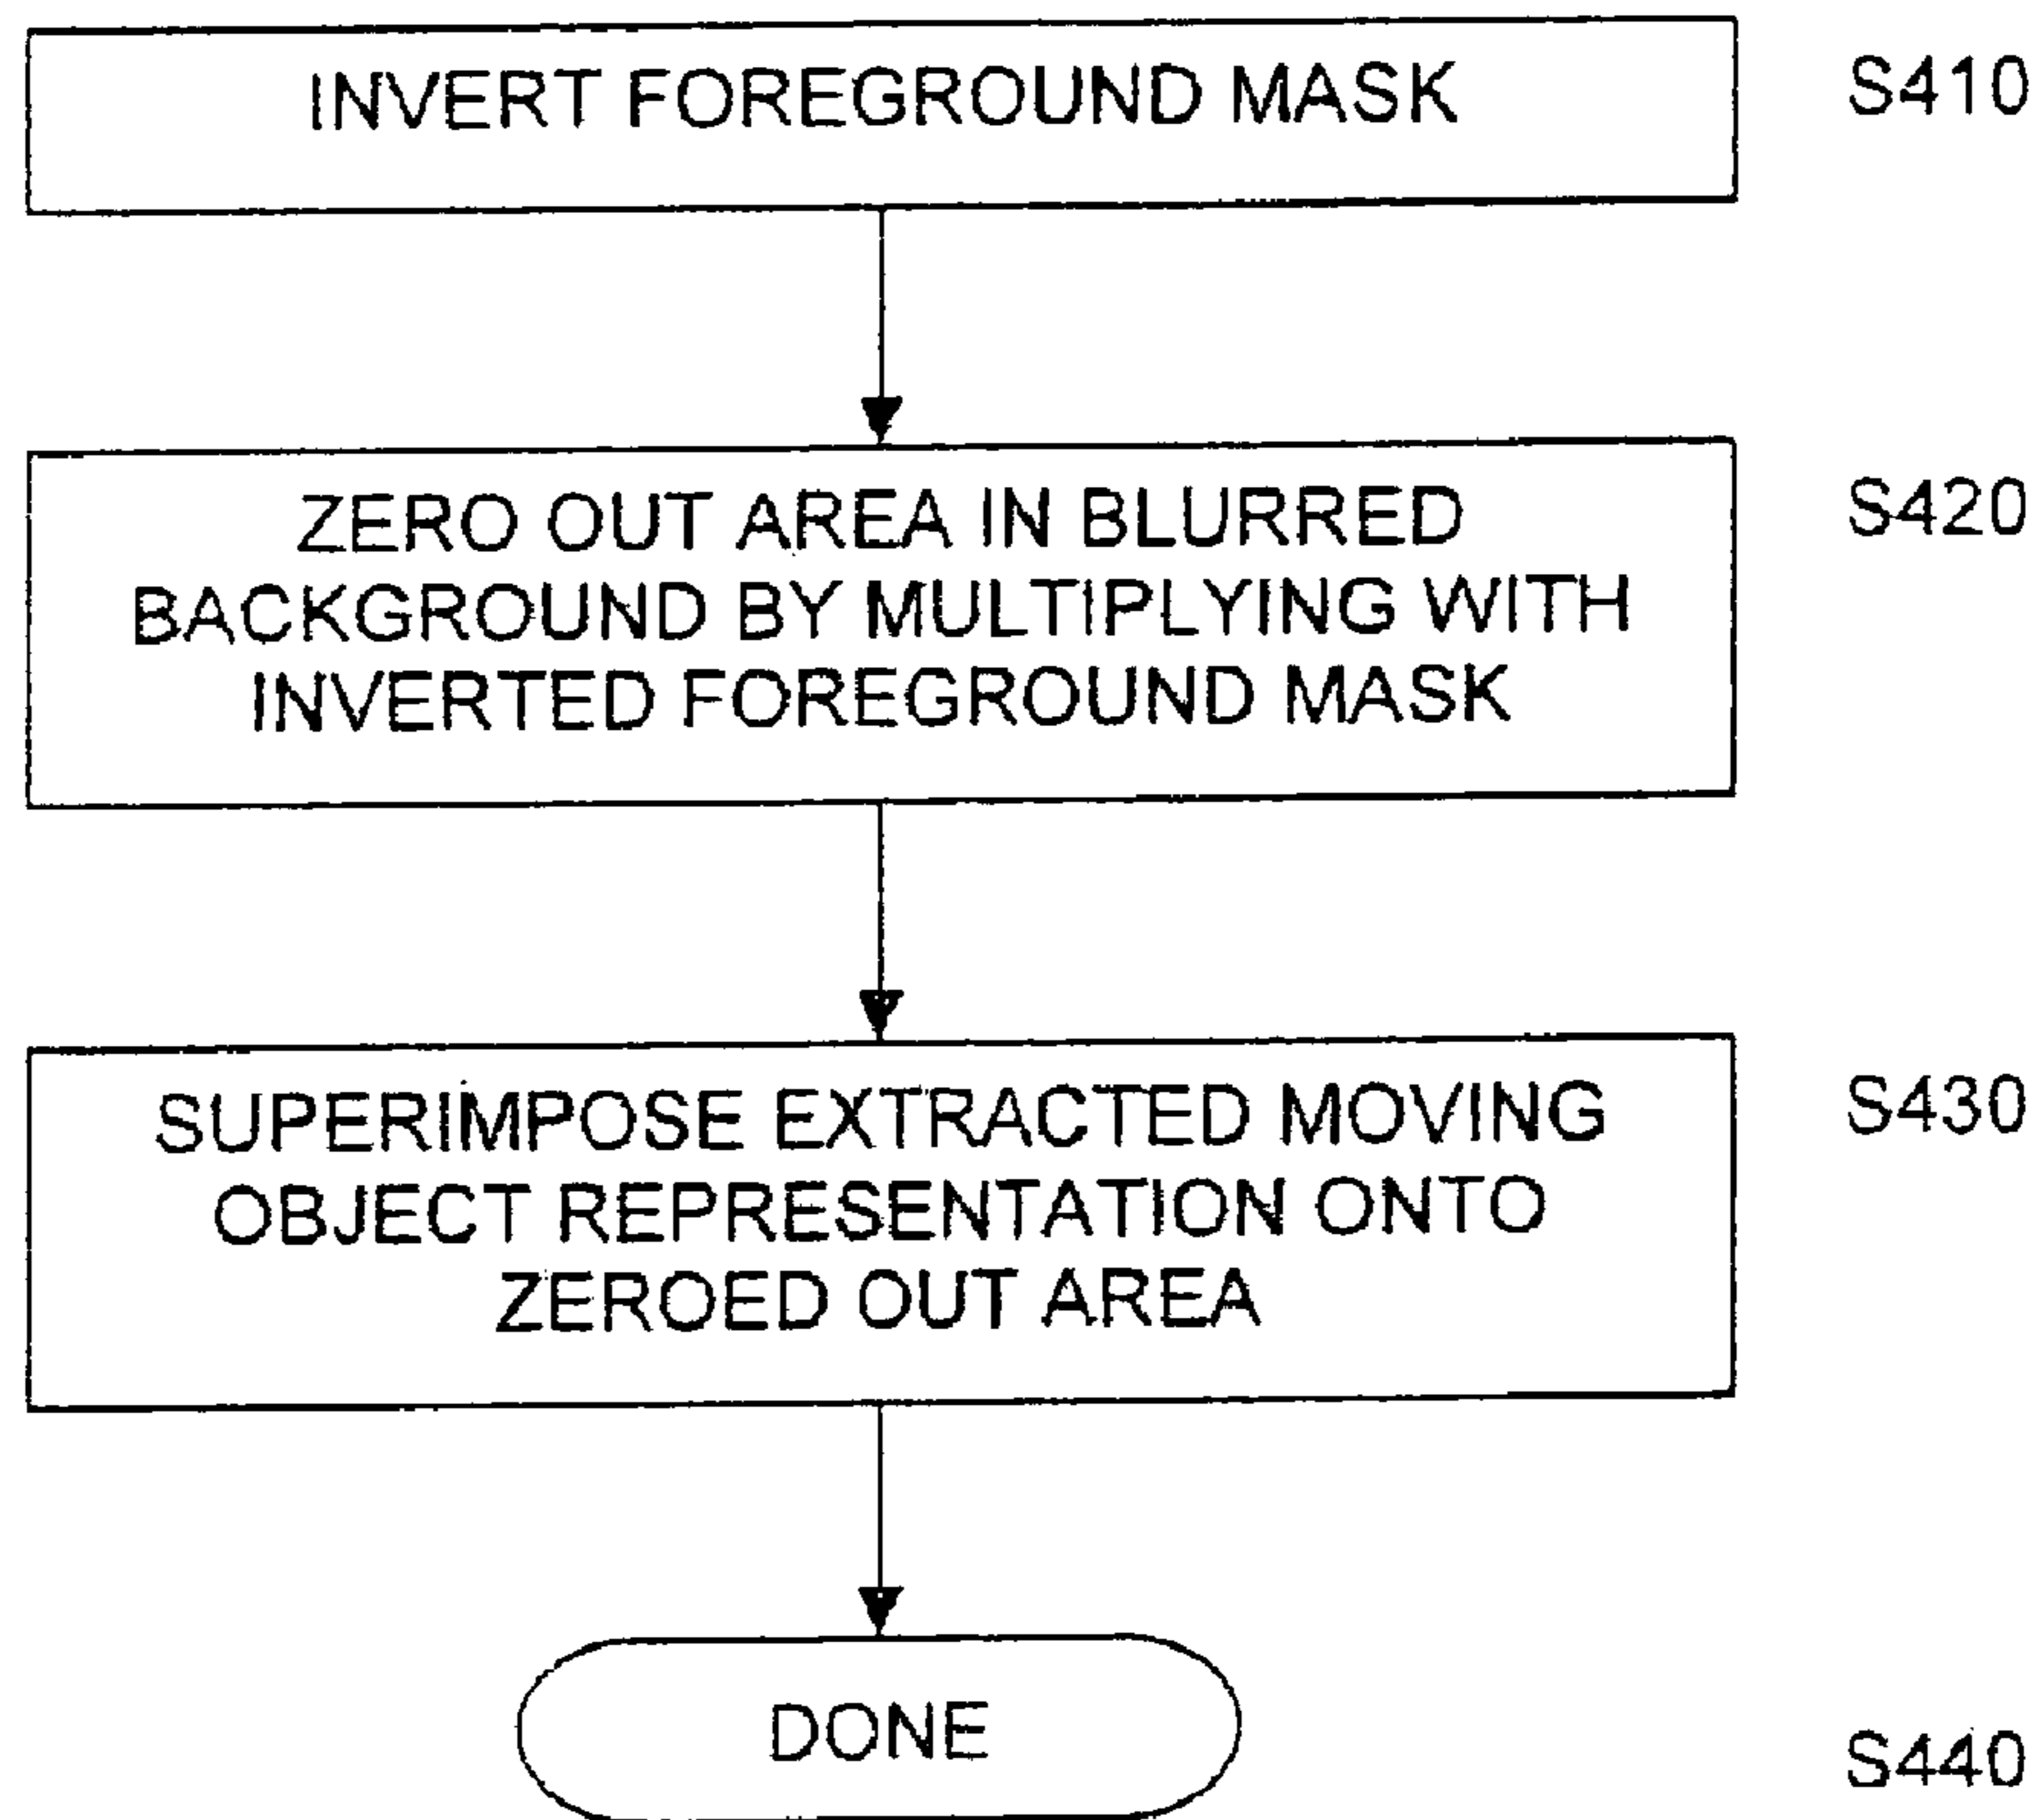 INVERT FOREGROUND MASK
S410
ZERO OUT AREA IN BLURRED
BACKGROUND BY MULTIPLYING WITH
INVERTED FOREGROUND MASK
S420
SUPERIMPOSE EXTRACTED MOVING
OBJECT REPRESENTATION ONTO
ZEROED OUT AREA
S430
DONE
S440